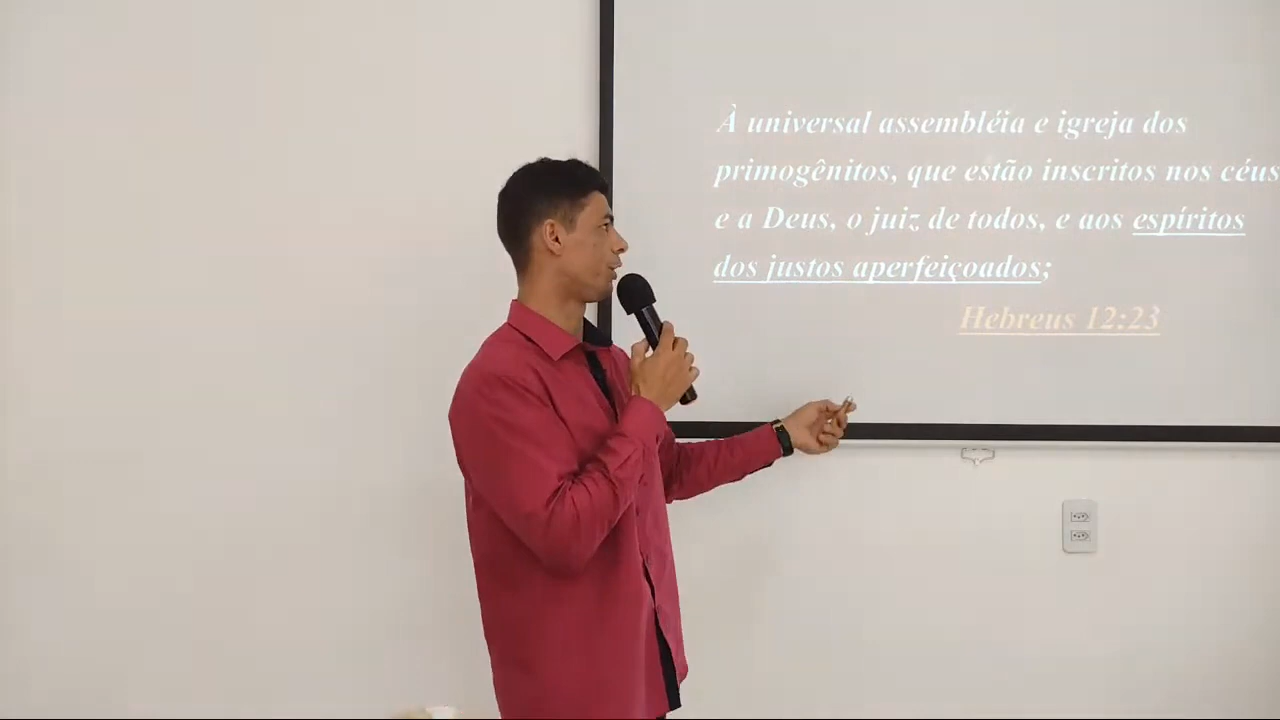 À universal assembléia e igreja dos
primogênitos, que estão inscritos nos céus
e a Deus, o juiz de todos, e aos espíritos
dos justos aperfeiçoados;
Hebreus 12:23